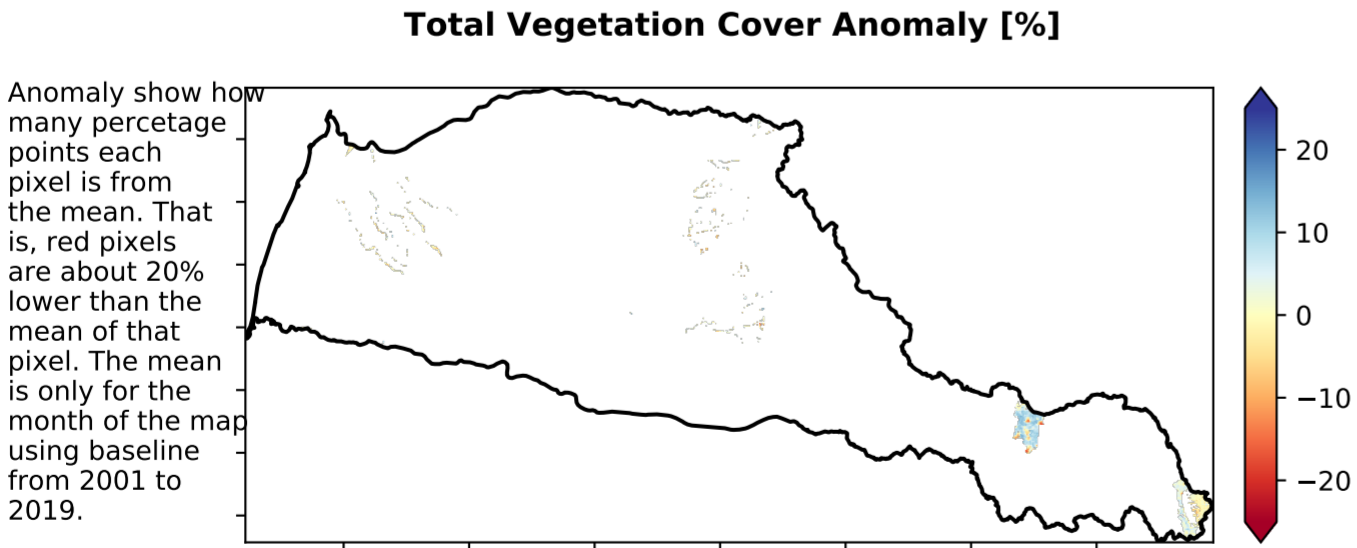 Total Vegetation Cover Anomaly [%]
Anomaly show how
many percetage
points each
pixel is from
the mean. That
is, red pixels
are about 20%
lower than the
mean of that
pixel. The mean
is only for the
month of the map
using baseline
from 2001 to
2019.
20
10
0
−10
−20